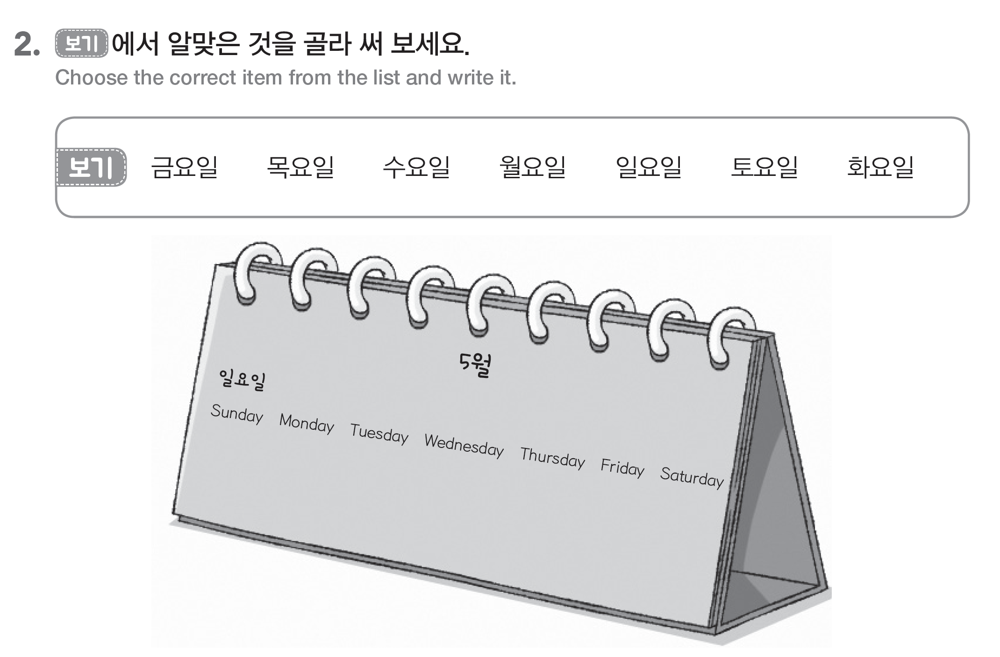 2. 보기에서 알맞은 것을 골라 써 보세요.
Choose the correct item from the list and write it.
보기 금요일 목요일 수요일 월요일 일요일 토요일 화요일
5월
일요일
Sunday Monday Tuesday Wednesday Thursday Friday Saturday